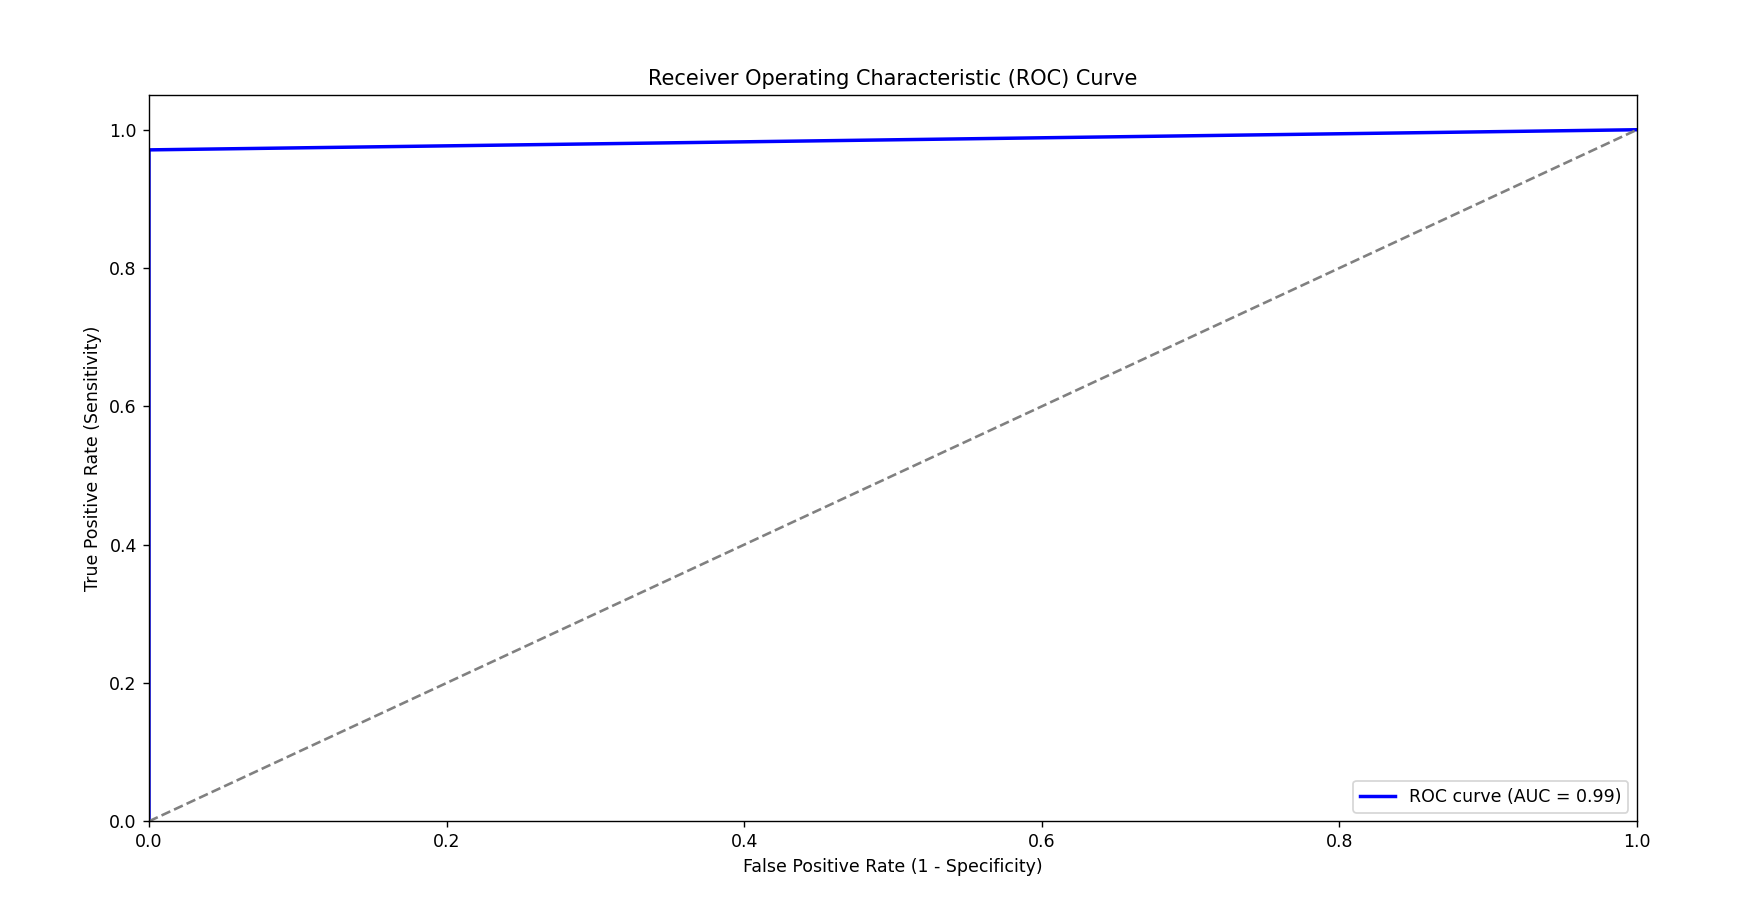 Receiver Operating Characteristic (ROC) Curve
1.0
0.8
0.6
0.4
0.2
0.0
True Positive Rate (Sensitivity)
ROC curve (AUC = 0.99)
0.0 0.2 0.4 0.6 0.8 1.0
False Positive Rate (1 - Specificity)